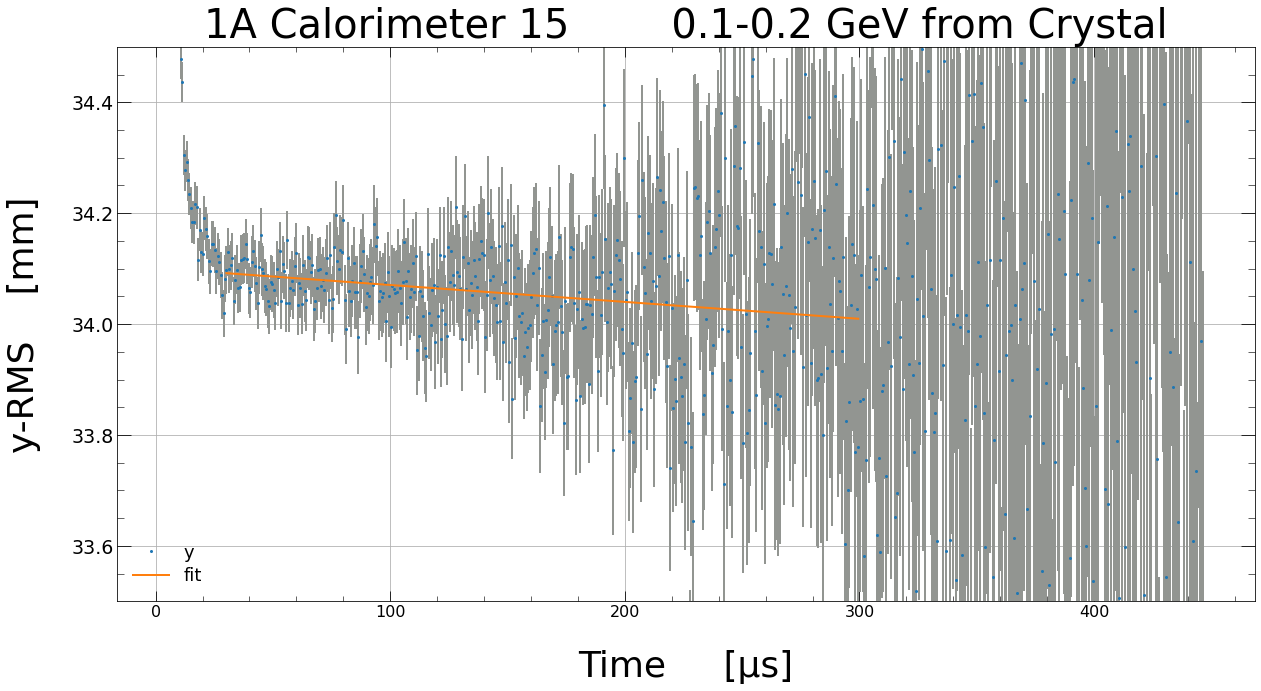 1A Calorimeter 15 0.1-0.2 GeV from Crystal
y-RMS [mm]
34.4
34.2
34.0
33.8
33.6
y
fit
0 100 200 300 400
Time [μs]